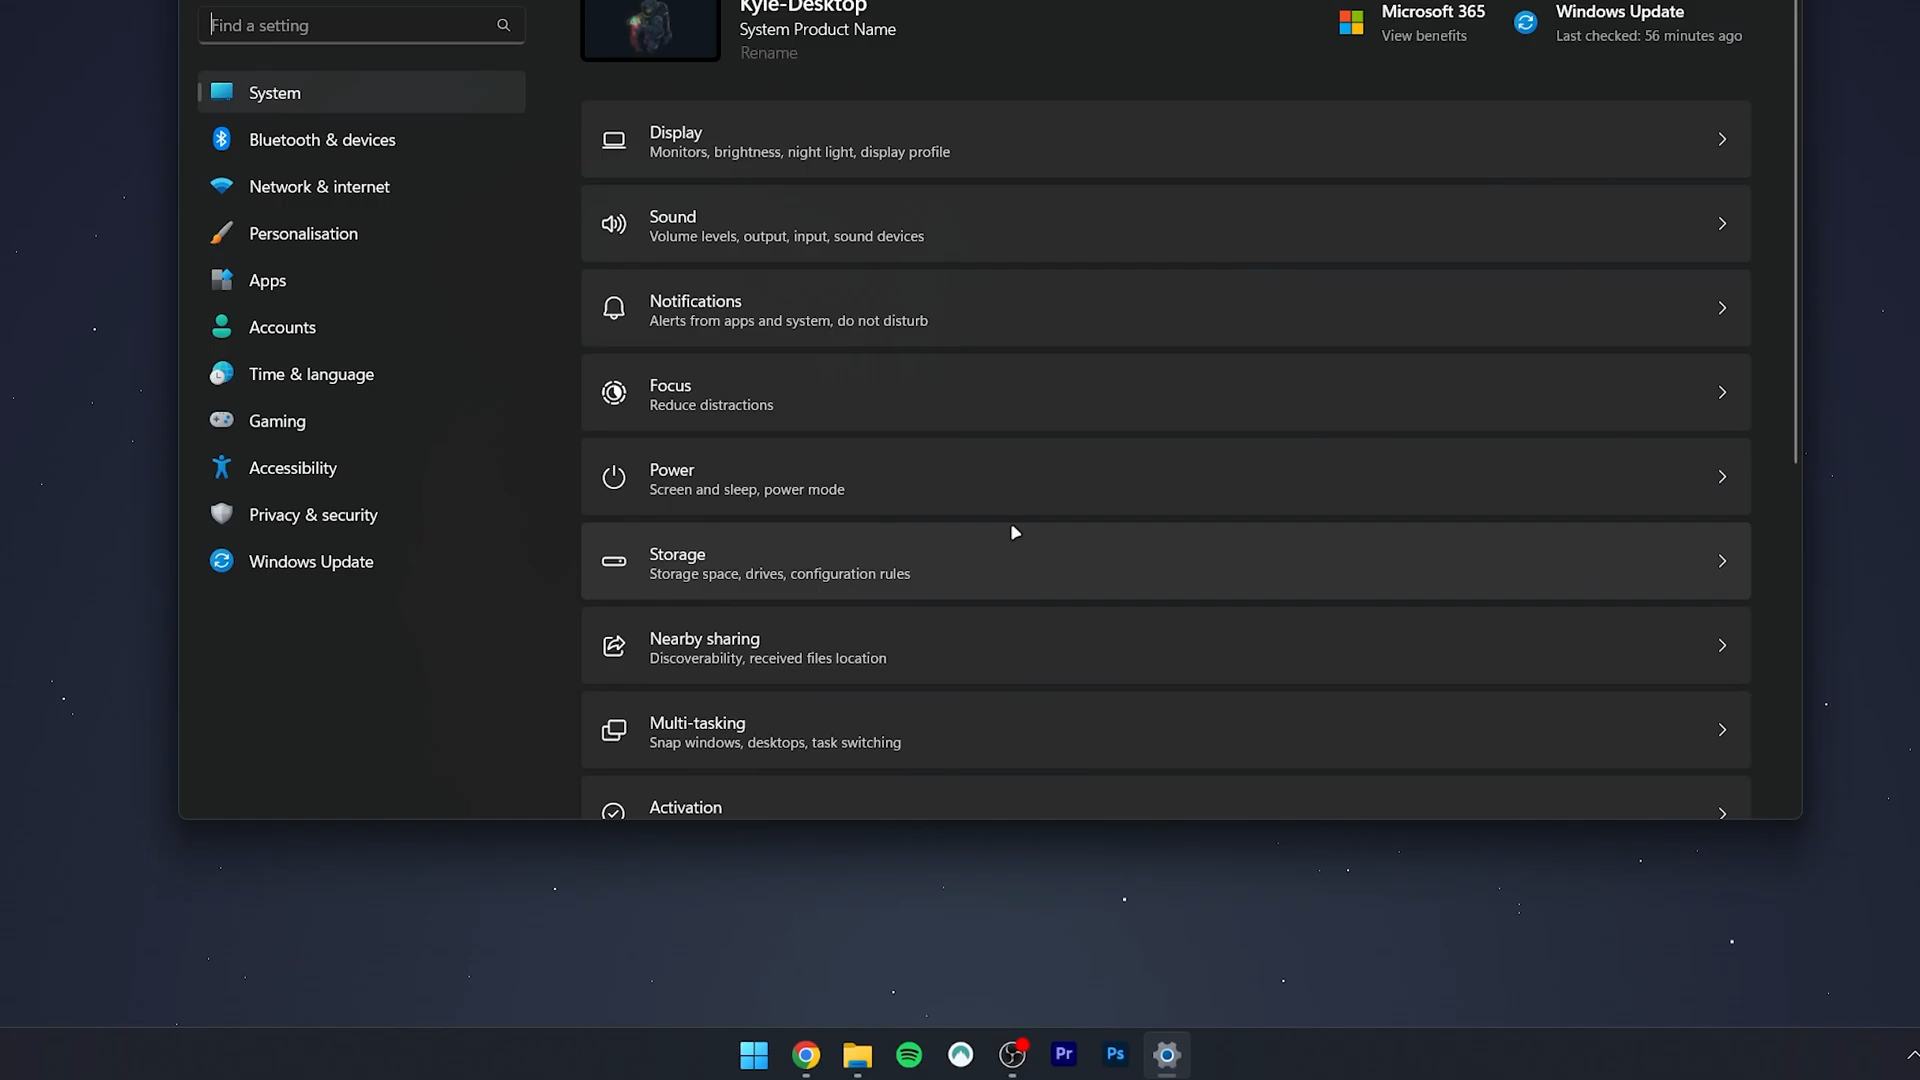 Find a setting
Kyle-Desktop
System Product Name
Rename
Microsoft 365
View benefits
Windows Update
Last checked: 56 minutes ago
System
Bluetooth & devices
Network & internet
Personalisation
Apps
Accounts
Time & language
Gaming
Accessibility
Privacy & security
Windows Update
Display
Monitors, brightness, night light, display profile
Sound
Volume levels, output, input, sound devices
Notifications
Alerts from apps and system, do not disturb
Focus
Reduce distractions
Power
Screen and sleep, power mode
Storage
Storage space, drives, configuration rules
Nearby sharing
Discoverability, received files location
Multi-tasking
Snap windows, desktops, task switching
Activation
Pr
Ps